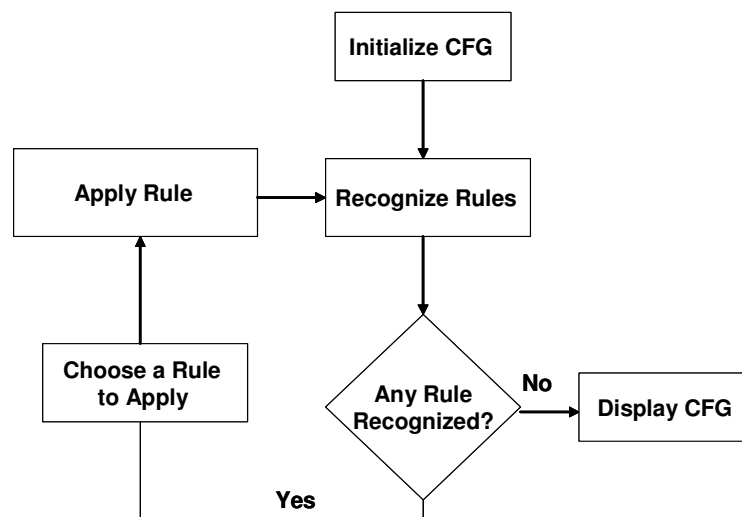 Initialize CFG
Apply Rule
Recognize Rules
Choose a Rule
to Apply
Any Rule
Recognized?
No
Display CFG
Yes